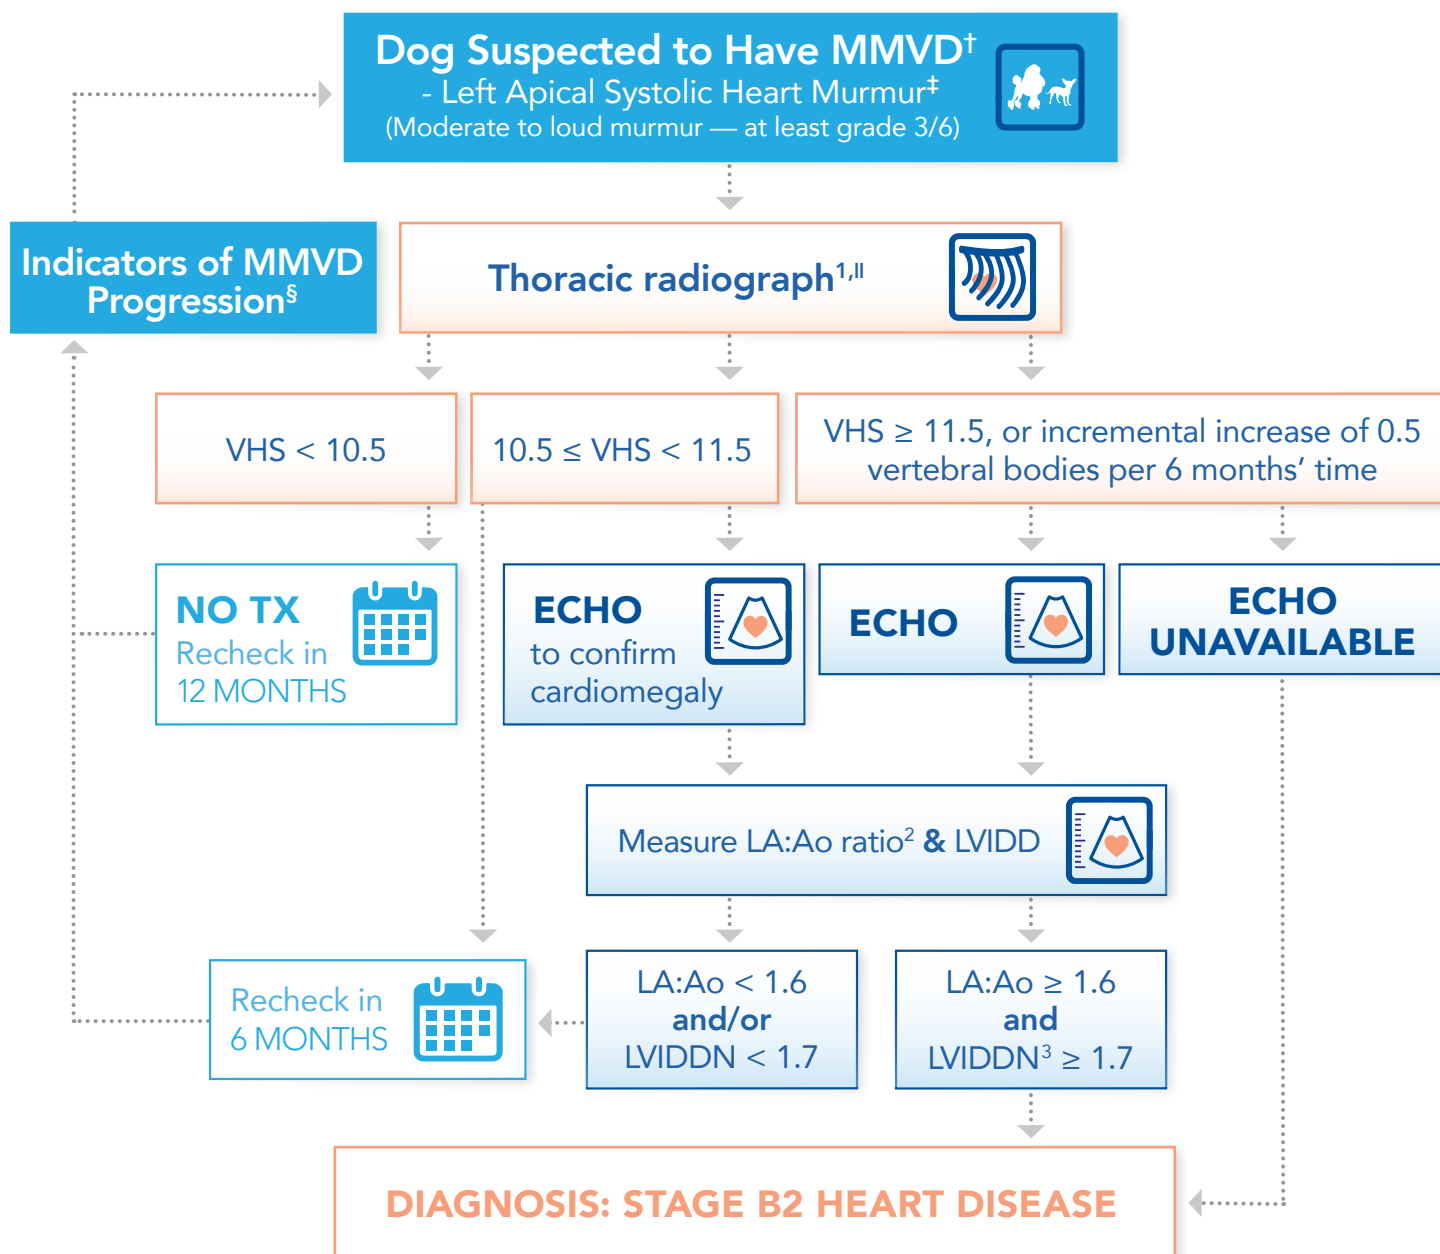 Dog Suspected to Have MMVD†
- Left Apical Systolic Heart Murmur‡
(Moderate to loud murmur — at least grade 3/6)
Indicators of MMVD
Progression§
Thoracic radiograph1,II
VHS < 10.5
10.5 ≤ VHS < 11.5
VHS ≥ 11.5, or incremental increase of 0.5
vertebral bodies per 6 months’ time
NO TX
Recheck in
12 MONTHS
ECHO
to confirm
cardiomegaly
ECHO
ECHO
UNAVAILABLE
Measure LA:Ao ratio2 & LVIDD
Recheck in
6 MONTHS
LA:Ao < 1.6
and/or
LVIDDN < 1.7
LA:Ao ≥ 1.6
and
LVIDDN3 ≥ 1.7
DIAGNOSIS: STAGE B2 HEART DISEASE